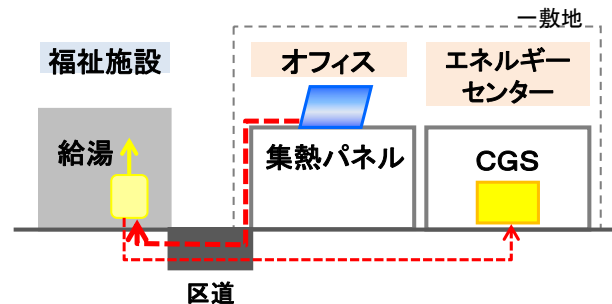 一敷地
福祉施設
オフィス
エネルギー
センター
給湯
集熱パネル
CGS
区道